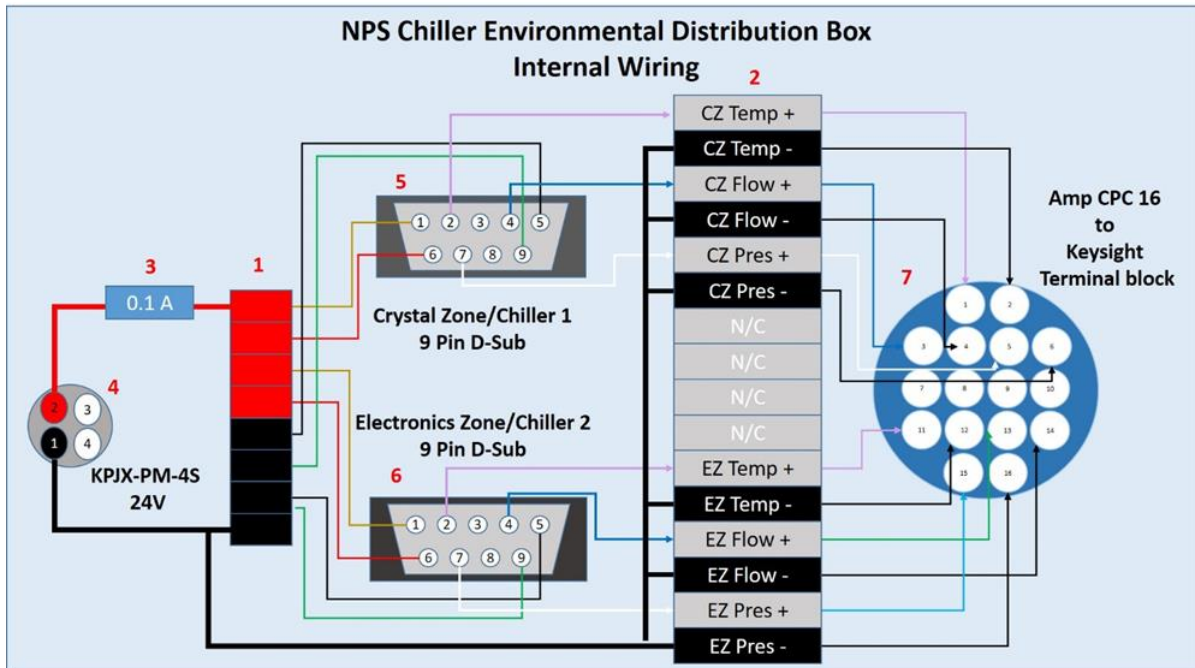 NPS Chiller Environmental Distribution Box
Internal Wiring
2
CZ Temp +
CZ Temp -
CZ Flow +
CZ Flow -
CZ Pres +
CZ Pres -
N/C
N/C
N/C
N/C
EZ Temp +
EZ Temp -
EZ Flow +
EZ Flow -
EZ Pres +
EZ Pres -
5
1 2 3 4 5
6 7 8 9
Crystal Zone/Chiller 1
9 Pin D-Sub
3
0.1 A
1
4
2 3
1 4
KPJX-PM-4S
24V
Electronics Zone/Chiller 2
9 Pin D-Sub
6
1 2 3 4 5
6 7 8 9
Amp CPC 16
to
Keysight
Terminal block
7
1 2
3 4 5 6
7 8 9 10
11 12 13 14
15 16